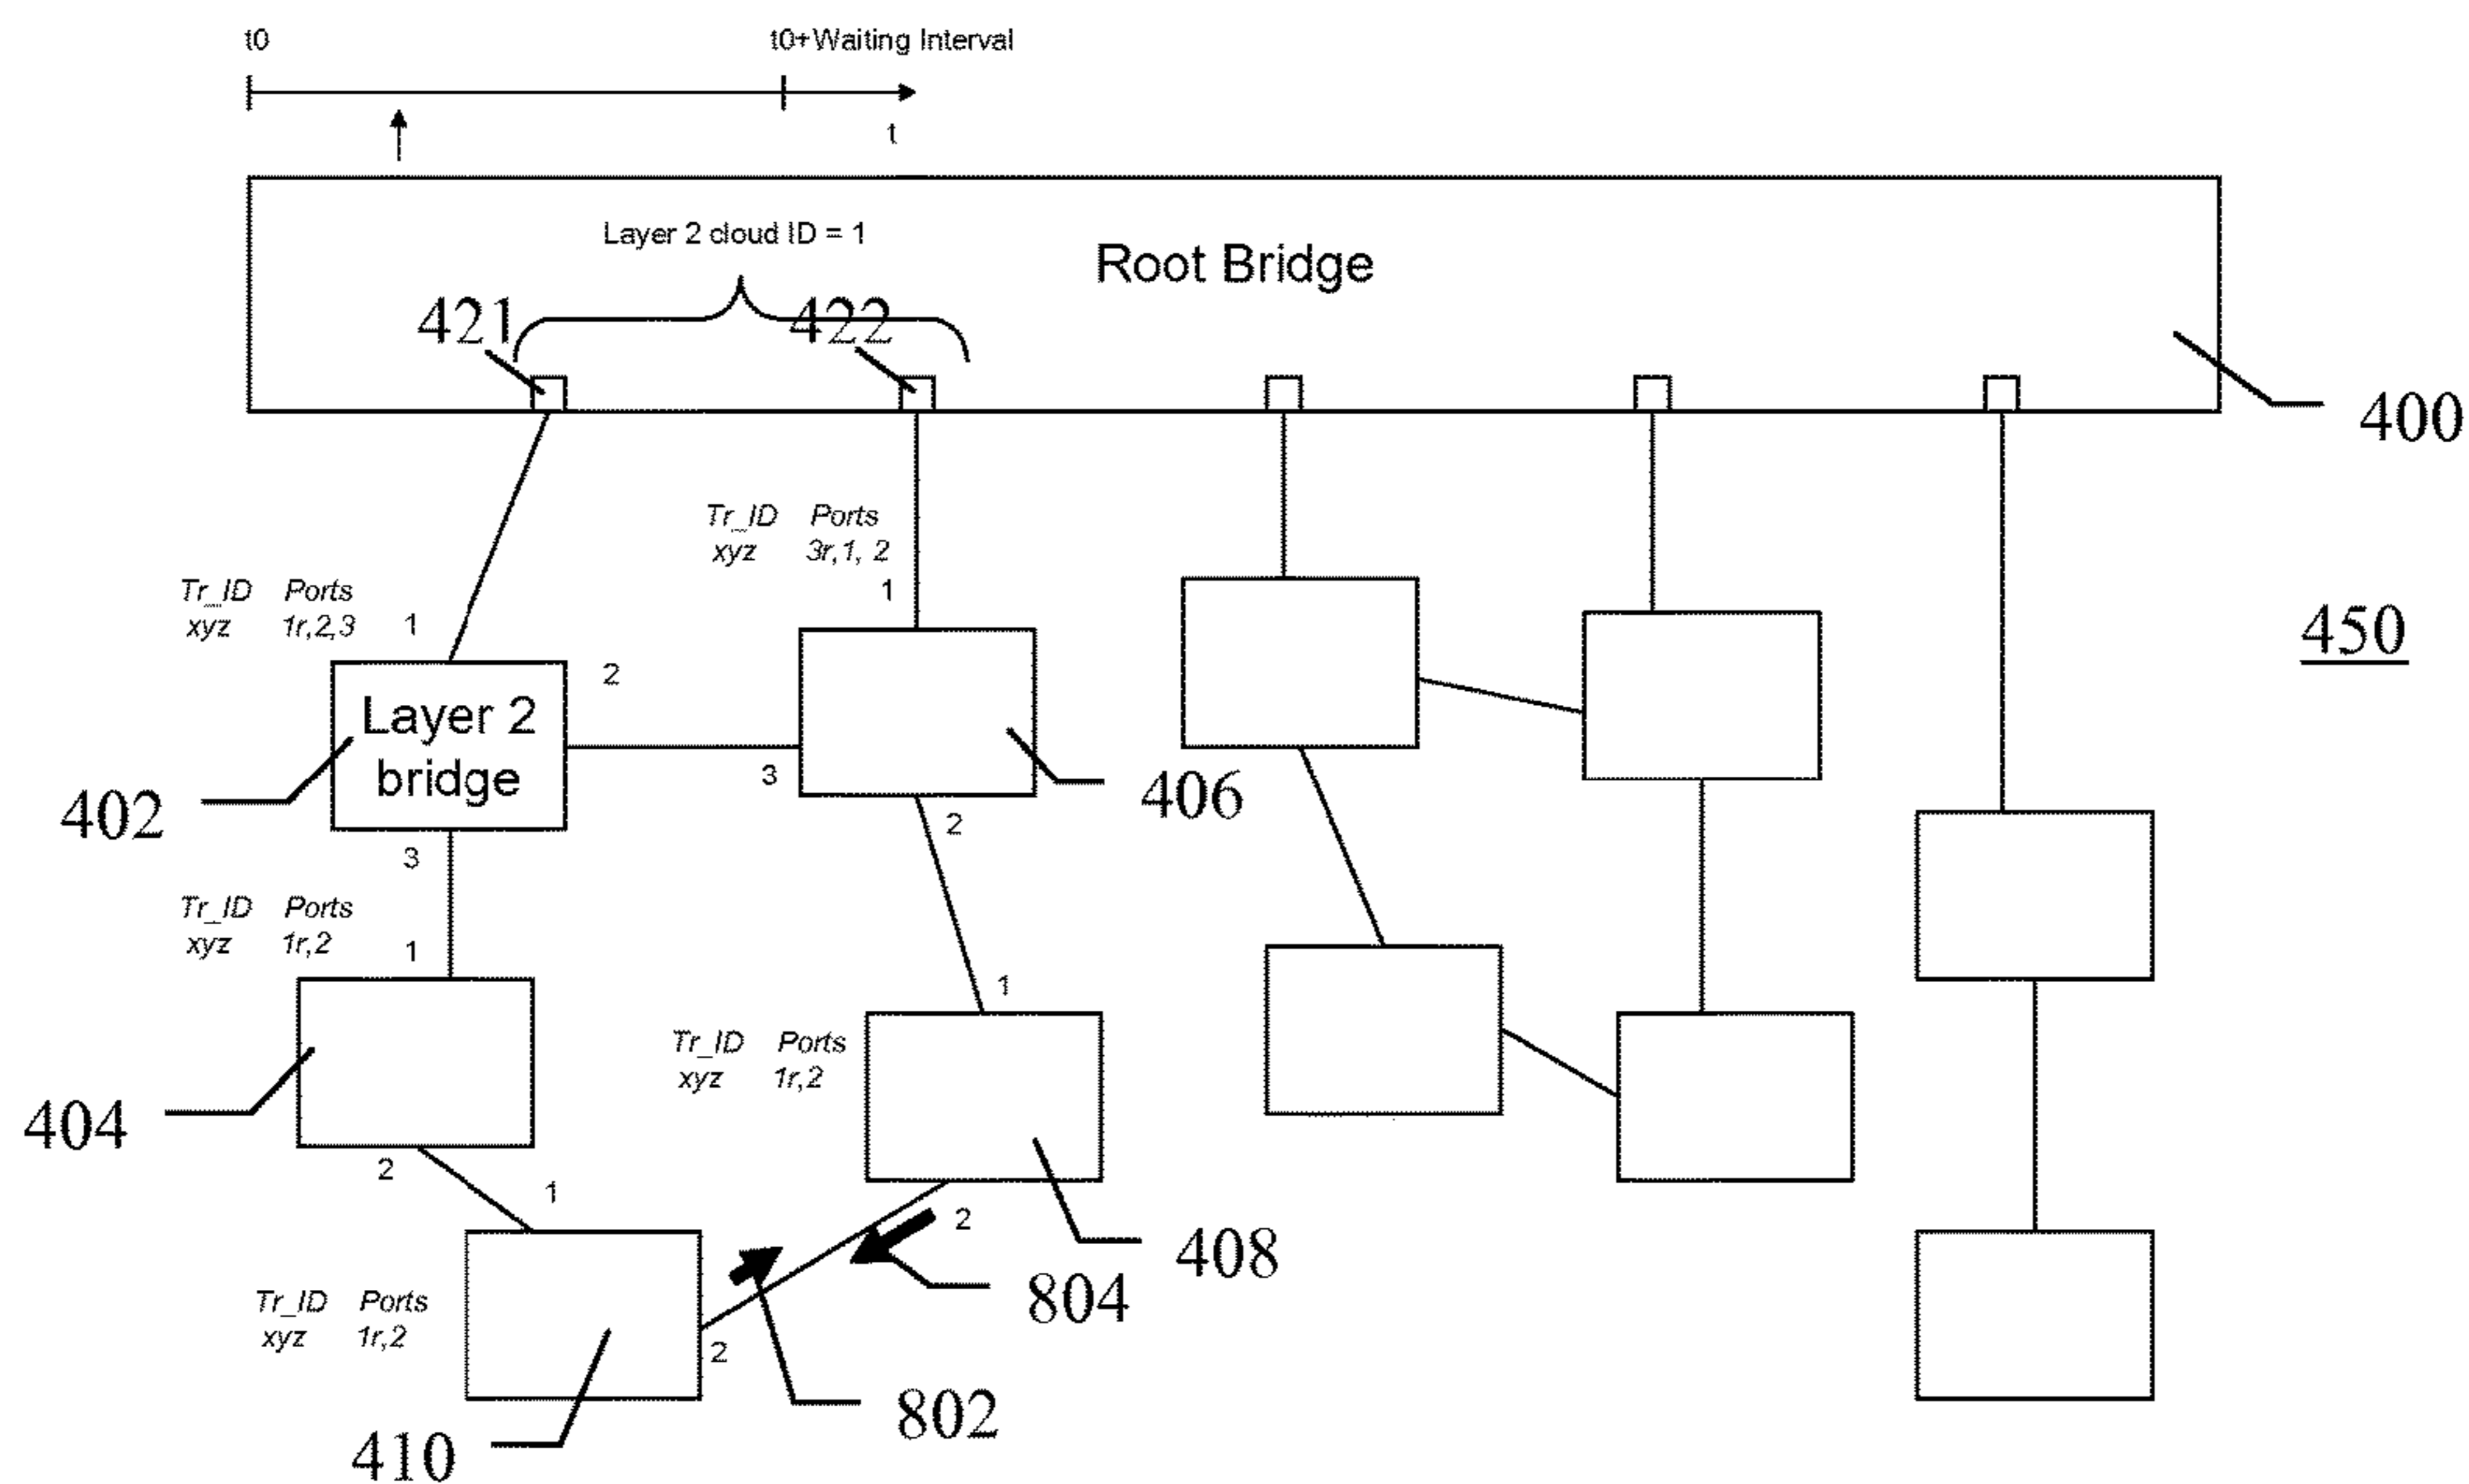 t0
t0+Waiting Interval
t
Layer 2 cloud ID = 1
Root Bridge
421
422
400
Tr_ID Ports
xyz 3r,1, 2
1
Tr_ID Ports
xyz 1r,2,3
1
450
2
Layer 2
bridge
3
402
406
2
3
Tr_ID Ports
xyz 1r,2
1
1
Tr_ID Ports
xyz 1r,2
404
2
1
2
408
804
Tr_ID Ports
xyz 1r,2
2
802
410